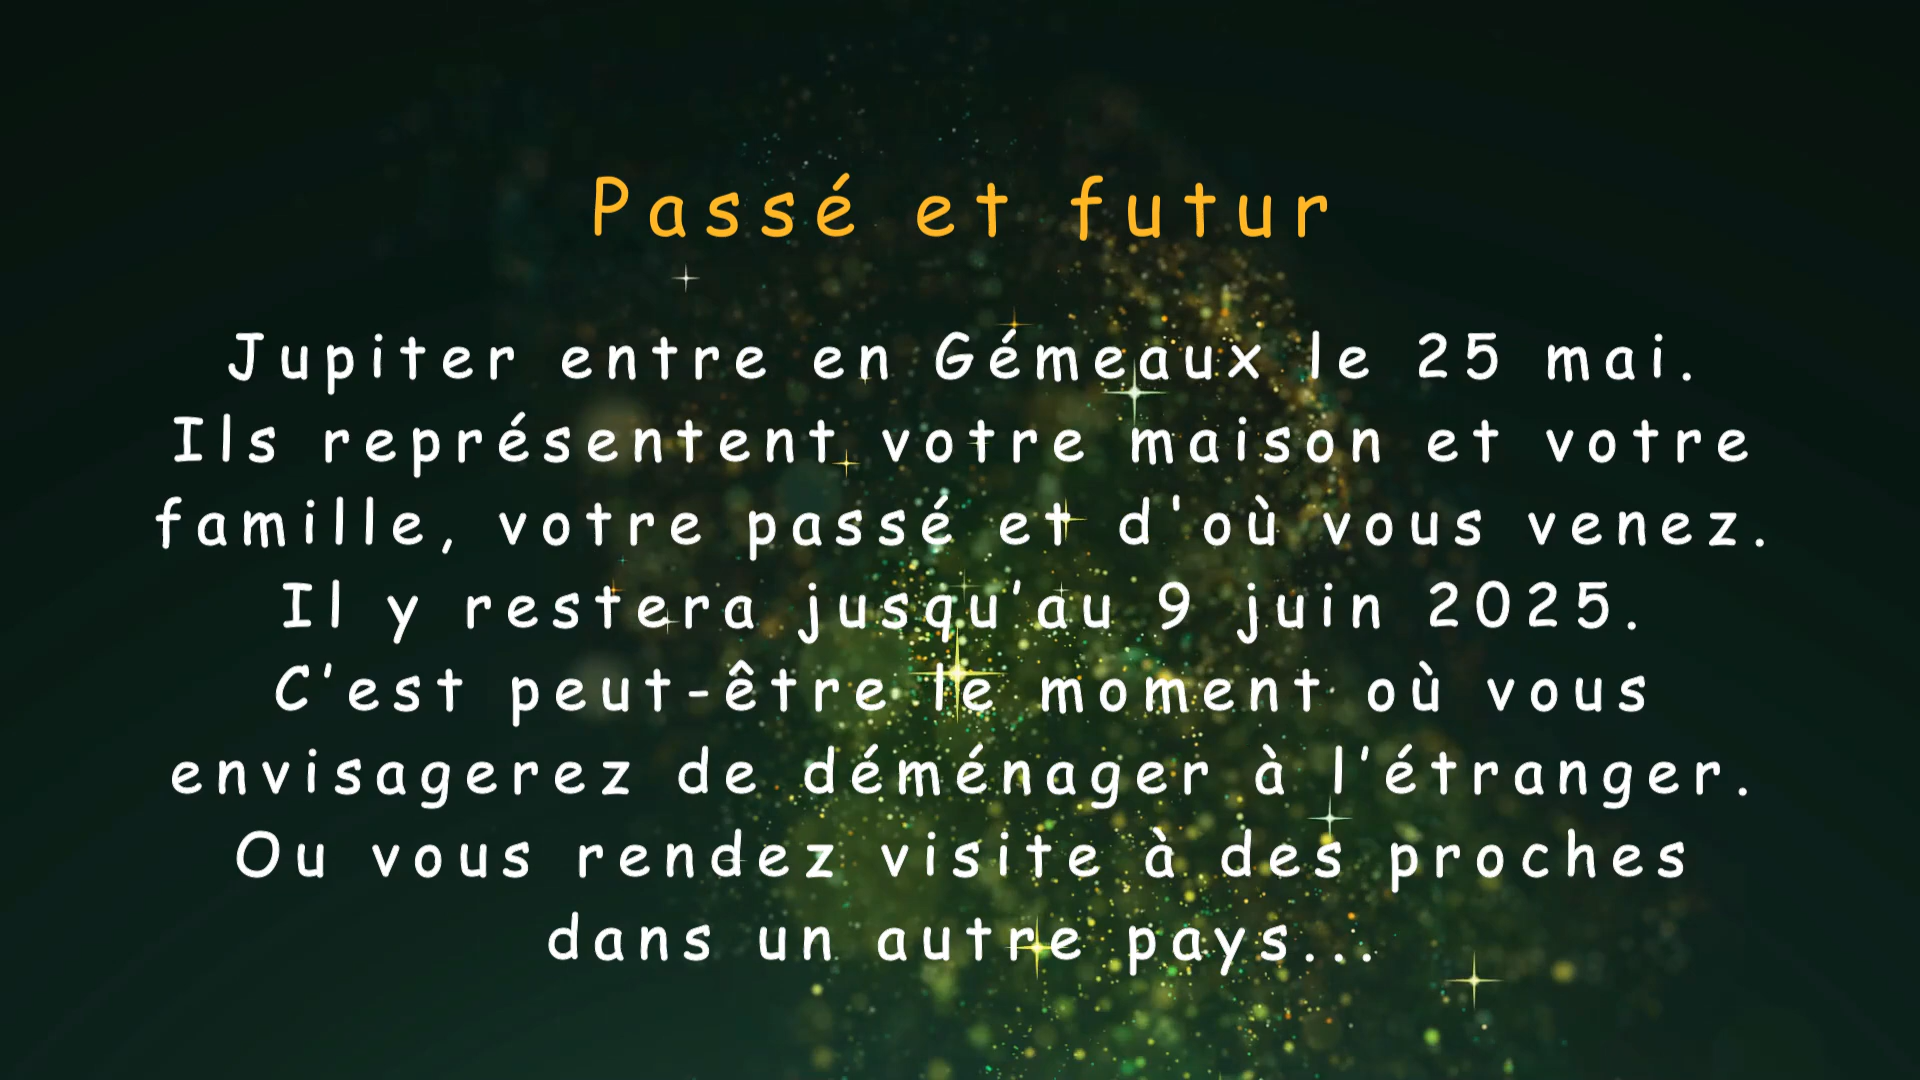 Passé et futur
Jupiter entre en Gémeaux le 25 mai.
Ils représentent votre maison et votre
famille, votre passé et d'où vous venez.
Il y restera jusqu’au 9 juin 2025.
C’est peut-être le moment où vous
envisagerez de déménager à l’étranger.
Ou vous rendez visite à des proches
dans un autre pays...